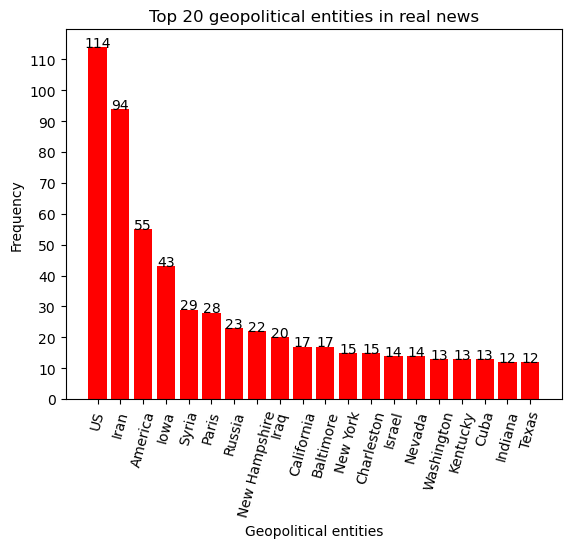 Top 20 geopolitical entities in real news
Frequency
110
100
90
80
70
60
50
40
30
20
10
0
114
94
55
43
29
28
23
22
20
17
17
15
15
14
14
13
13
13
12
12
US
Iran
America
Iowa
Syria
Paris
Russia
New Hampshire
Iraq
California
Baltimore
New York
Charleston
Israel
Nevada
Washington
Kentucky
Cuba
Indiana
Texas
Geopolitical entities